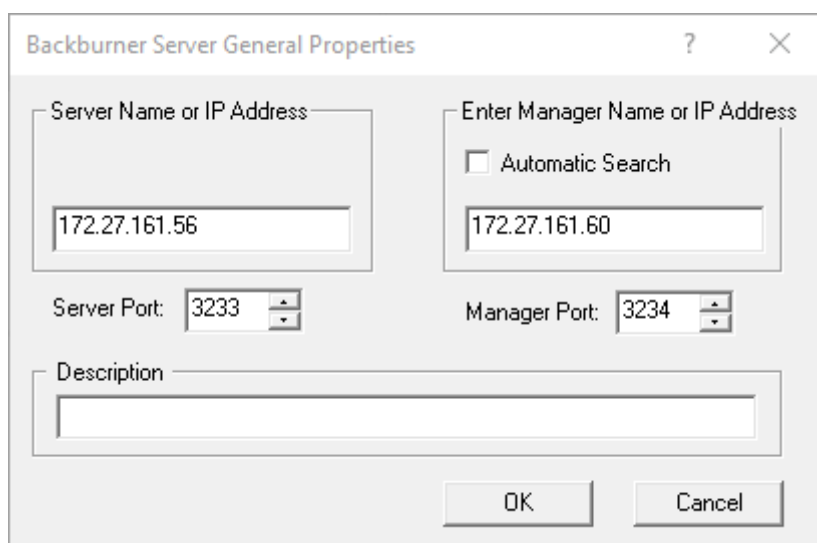 Backburner Server General Properties
Server Name or IP Address
172.27.161.56
Server Port: 3233
Enter Manager Name or IP Address
Automatic Search
172.27.161.60
Manager Port: 3234
Description
OK
Cancel